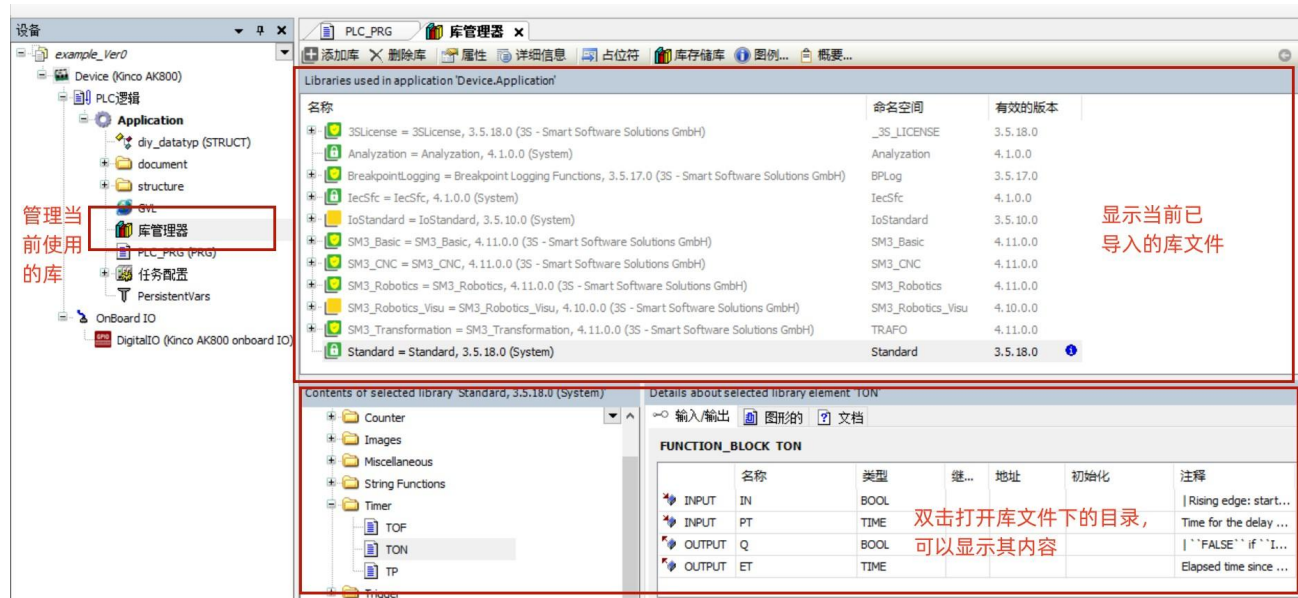 设备
PLC_PRG
库管理器
example_Ver0
Device (Kinco AK800)
PLC逻辑
Application
diy_datatyp (STRUCT)
document
structure
GVL
库管理器
PLC_PRG (PRG)
任务配置
PersistentVars
OnBoard IO
DigitalIO (Kinco AK800 onboard IO)
管理当
前使用
的库
添加库 删除库 属性 详细信息 占位符 库存储库 图例... 概要...
Libraries used in application 'Device.Application'
名称 命名空间 有效的版本
3SLicense = 3SLicense, 3.5.18.0 (3S - Smart Software Solutions GmbH) _3S_LICENSE 3.5.18.0
Analyzation = Analyzation, 4.1.0.0 (System) Analyzation 4.1.0.0
BreakpointLogging = Breakpoint Logging Functions, 3.5.17.0 (3S - Smart Software Solutions GmbH) BPLog 3.5.17.0
IecSfc = IecSfc, 4.1.0.0 (System) IecSfc 4.1.0.0
IoStandard = IoStandard, 3.5.10.0 (System) IoStandard 3.5.10.0
SM3_Basic = SM3_Basic, 4.11.0.0 (3S - Smart Software Solutions GmbH) SM3_Basic 4.11.0.0
SM3_CNC = SM3_CNC, 4.11.0.0 (3S - Smart Software Solutions GmbH) SM3_CNC 4.11.0.0
SM3_Robotics = SM3_Robotics, 4.11.0.0 (3S - Smart Software Solutions GmbH) SM3_Robotics 4.11.0.0
SM3_Robotics_Visu = SM3_Robotics_Visu, 4.10.0.0 (3S - Smart Software Solutions GmbH) SM3_Robotics_Visu 4.10.0.0
SM3_Transformation = SM3_Transformation, 4.11.0.0 (3S - Smart Software Solutions GmbH) TRAFO 4.11.0.0
Standard = Standard, 3.5.18.0 (System) Standard 3.5.18.0
显示当前已
导入的库文件
Contents of selected library 'Standard, 3.5.18.0 (System)'
Counter
Images
Miscellaneous
String Functions
Timer
TOF
TON
TP
Trigger
Details about selected library element 'TON'
输入/输出 图形的 文档
FUNCTION_BLOCK TON
名称 类型 继... 地址 初始化 注释
INPUT IN BOOL | Rising edge: start...
INPUT PT TIME Time for the delay ...
OUTPUT Q BOOL | ``FALSE`` if ``I...
OUTPUT ET TIME Elapsed time since ...
双击打开库文件下的目录，
可以显示其内容